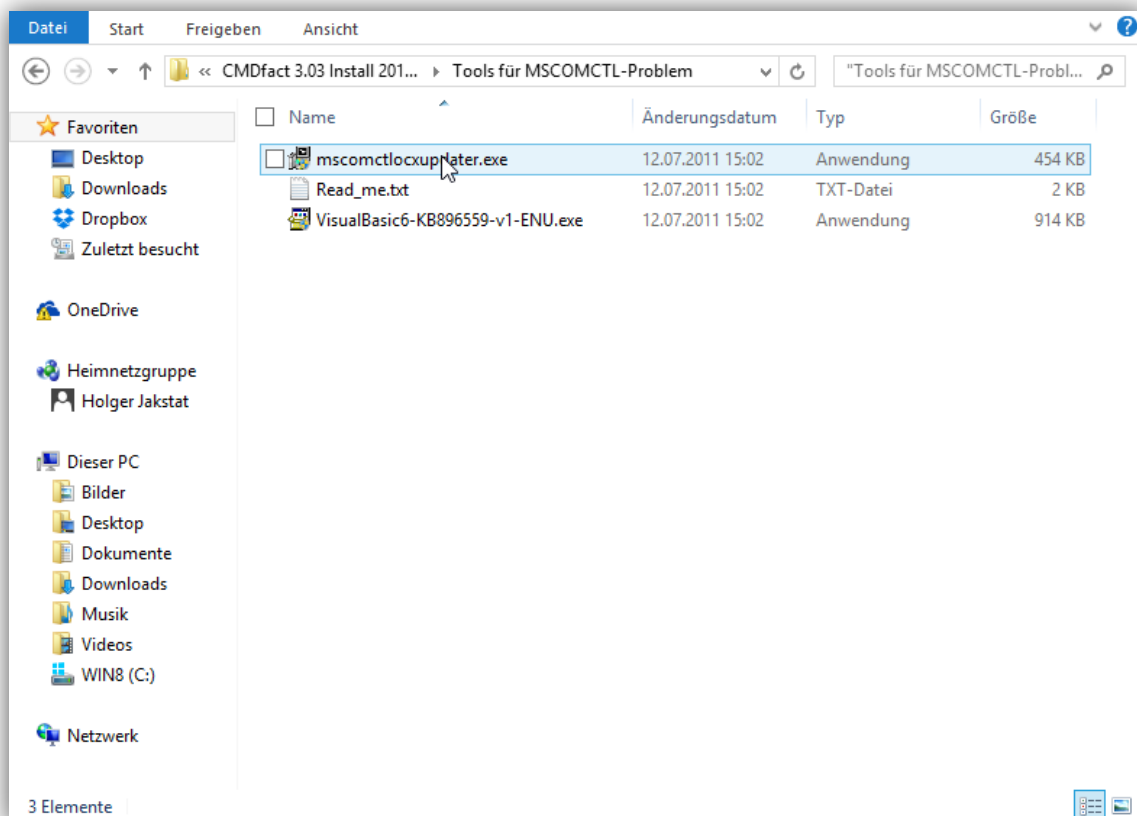 Datei Start Freigeben Ansicht
« CMDfact 3.03 Install 201... Tools für MSCOMCTL-Problem "Tools für MSCOMCTL-Probl...
Favoriten
Desktop
Downloads
Dropbox
Zuletzt besucht
OneDrive
Heimnetzgruppe
Holger Jakstat
Dieser PC
Bilder
Desktop
Dokumente
Downloads
Musik
Videos
WIN8 (C:)
Netzwerk
Name Änderungsdatum Typ Größe
mscomctlocxupdater.exe 12.07.2011 15:02 Anwendung 454 KB
Read_me.txt 12.07.2011 15:02 TXT-Datei 2 KB
VisualBasic6-KB896559-v1-ENU.exe 12.07.2011 15:02 Anwendung 914 KB
3 Elemente